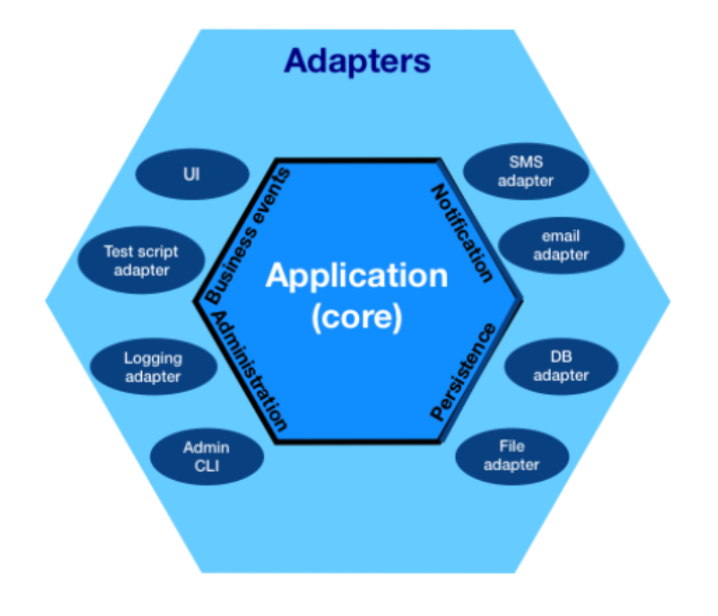 Adapters
UI
Test script
adapter
Logging
adapter
Admin
CLI
Business events
Administration
Application
(core)
Notification
Persistence
SMS
adapter
email
adapter
DB
adapter
File
adapter